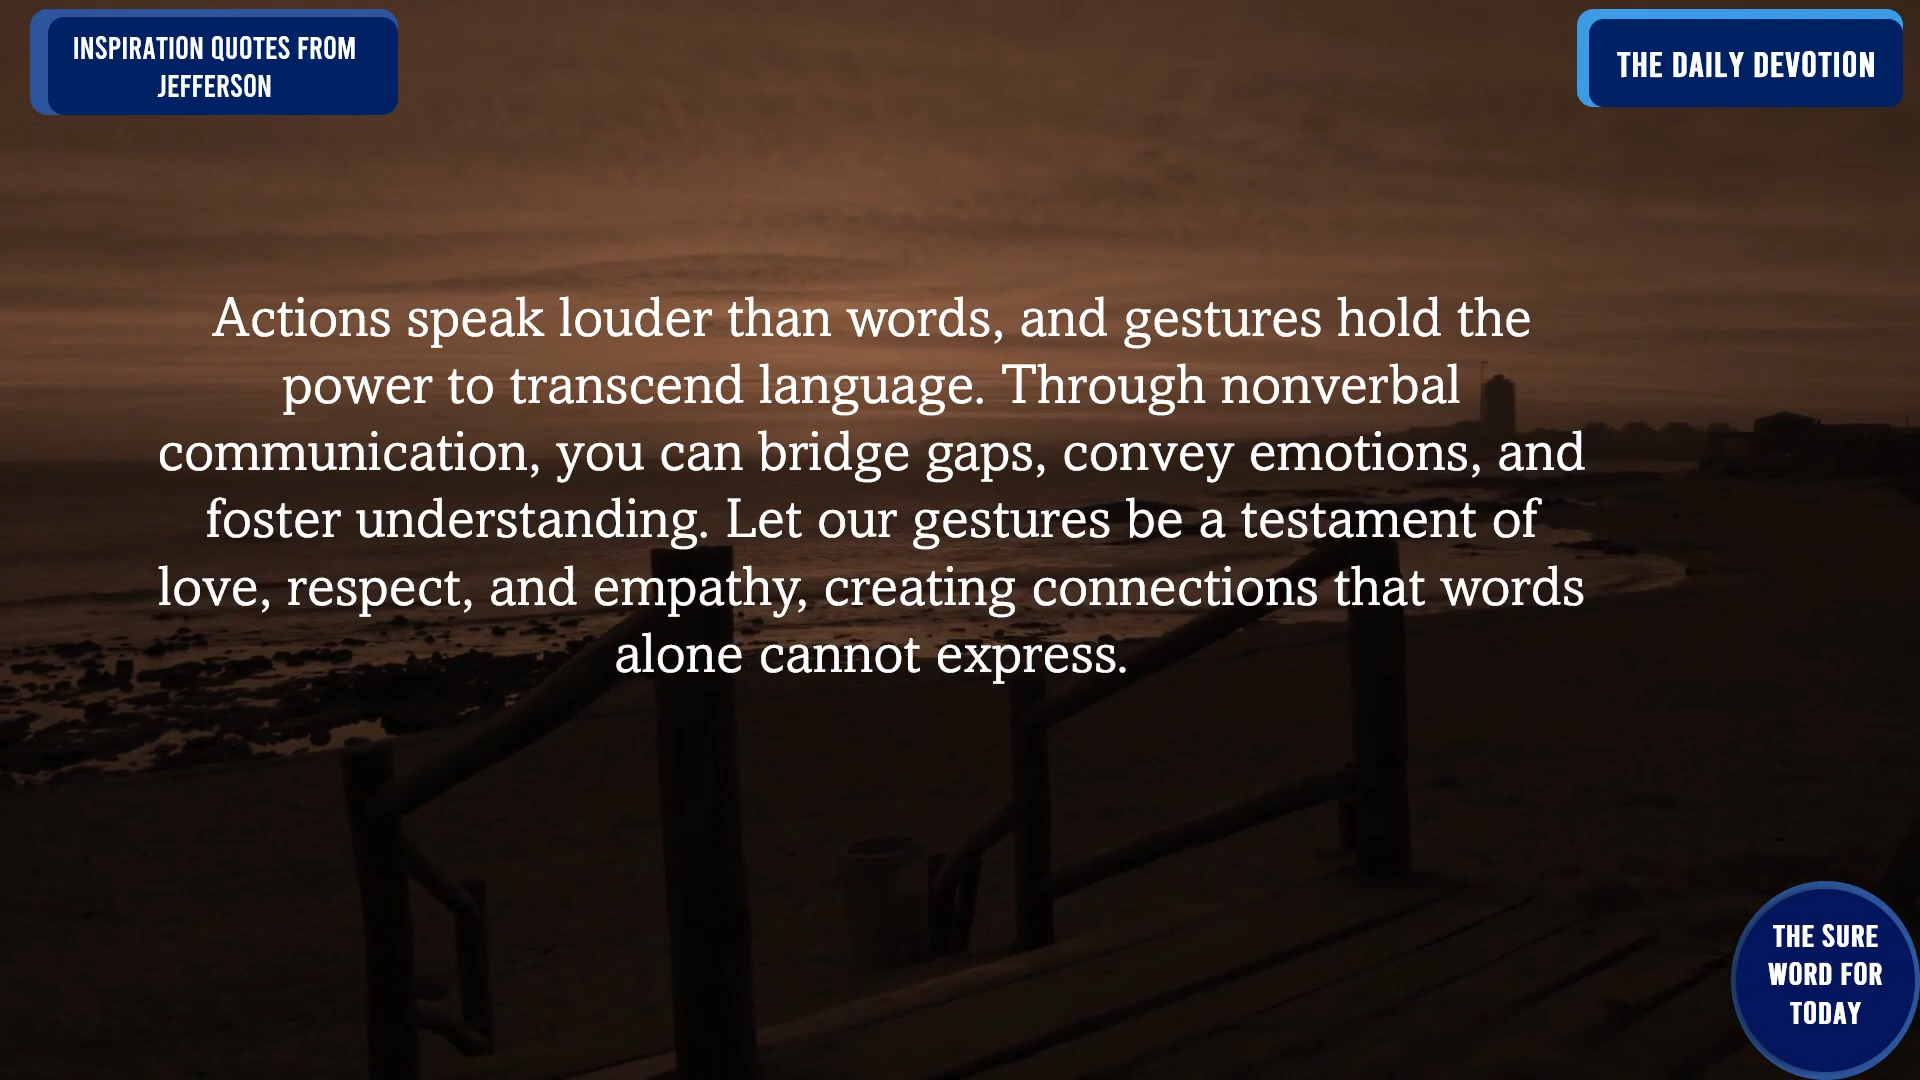 INSPIRATION QUOTES FROM
JEFFERSON
THE DAILY DEVOTION
Actions speak louder than words, and gestures hold the
power to transcend language. Through nonverbal
communication, you can bridge gaps, convey emotions, and
foster understanding. Let our gestures be a testament of
love, respect, and empathy, creating connections that words
alone cannot express.
THE SURE
WORD FOR
TODAY